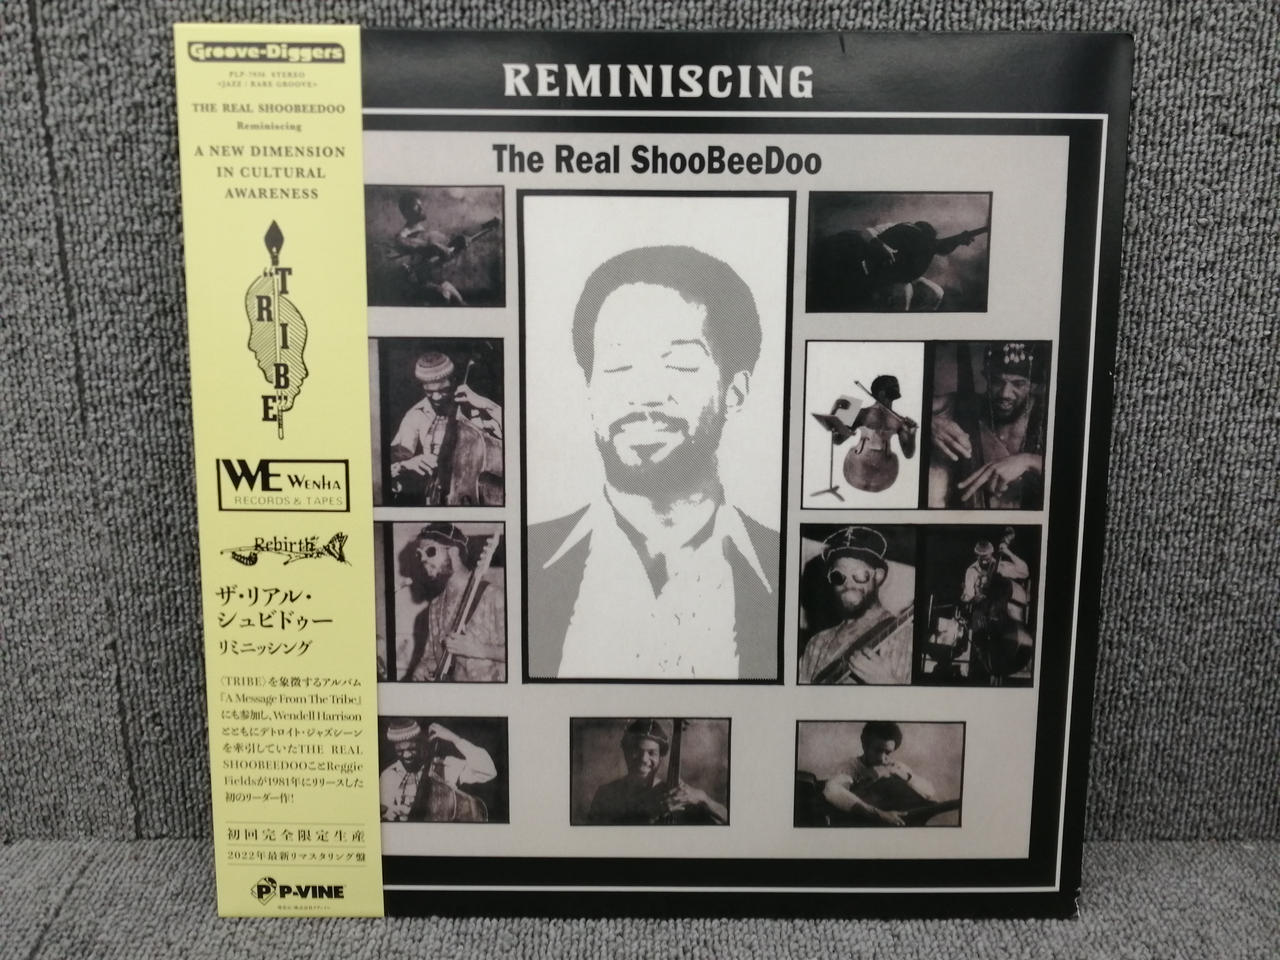 Groove-Diggers
PLP-7836 STEREO
<JAZZ / RARE GROOVE>
THE REAL SHOOBEEDOO
Reminiscing
A NEW DIMENSION
IN CULTURAL
AWARENESS
"TRIBE"
WE WENHA
RECORDS & TAPES
Rebirth
ザ・リアル・
シュビドゥー
リミニッシング
〈TRIBE〉を象徴するアルバム
『A Message From The Tribe』
にも参加し、Wendell Harrison
とともにデトロイト・ジャズシーン
を牽引していたTHE REAL
SHOOBEEDOOことReggie
Fieldsが1981年にリリースした
初のリーダー作!
初回完全限定生産
2022年最新リマスタリング盤
P-VINE
REMINISCING
The Real ShooBeeDoo